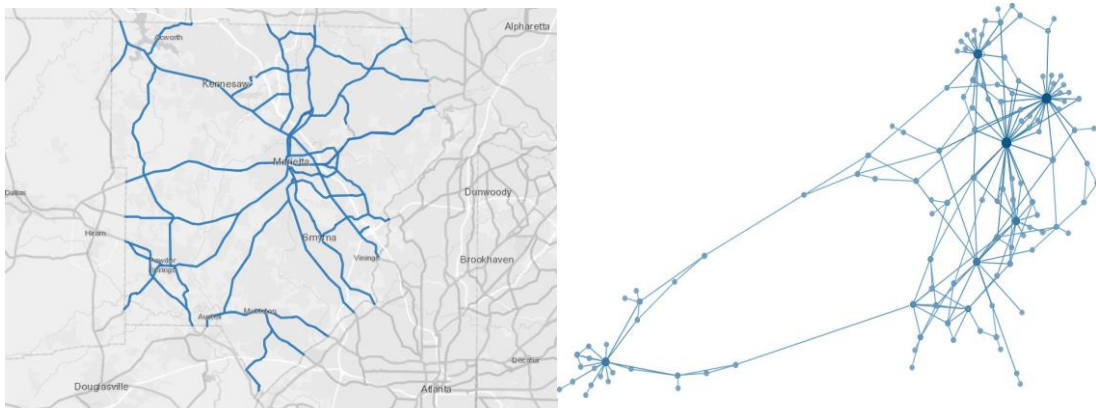 Alpharetta
Acworth
Kennesaw
Marietta
Dallas
Dunwoody
Hiram
Smyrna
Vinings
Brookhaven
Powder
Springs
Austell
Mableton
Decatur
Douglasville
Atlanta